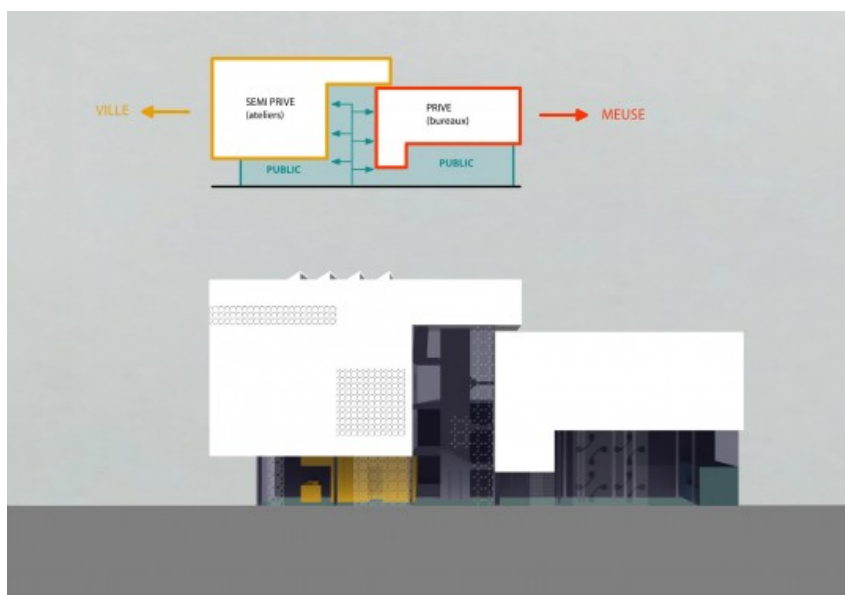 SEMI PRIVE
(ateliers)
PRIVE
(bureaux)
VILLE
MEUSE
PUBLIC
PUBLIC